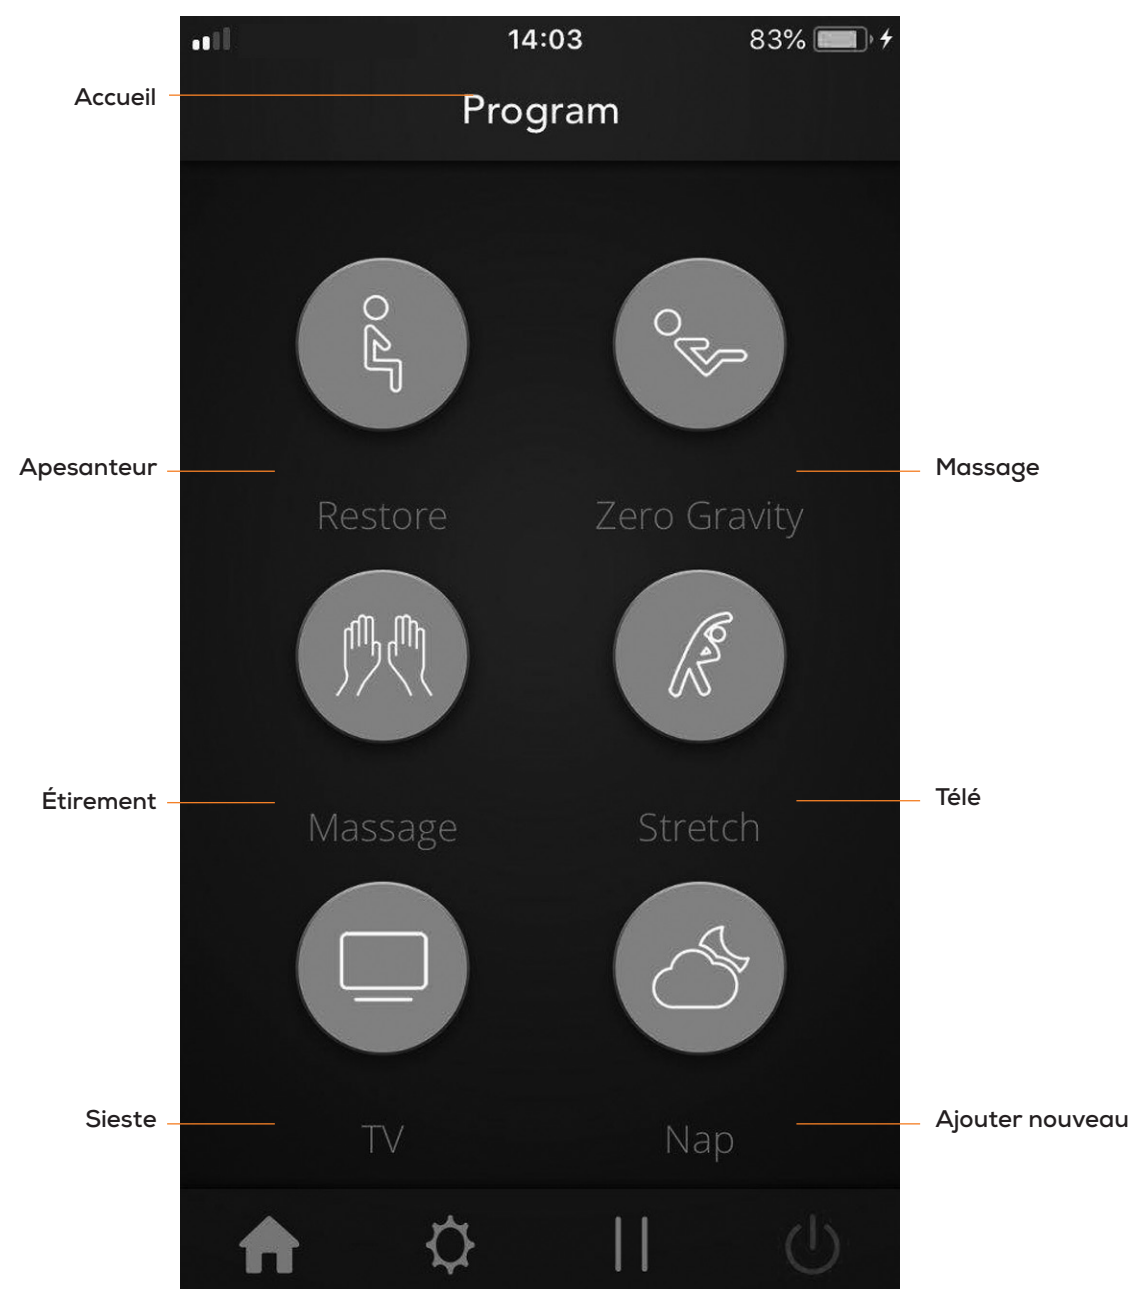 14:03
83%
Accueil
Program
Apesanteur
Massage
Restore
Zero Gravity
Étirement
Télé
Massage
Stretch
Sieste
Ajouter nouveau
TV
Nap